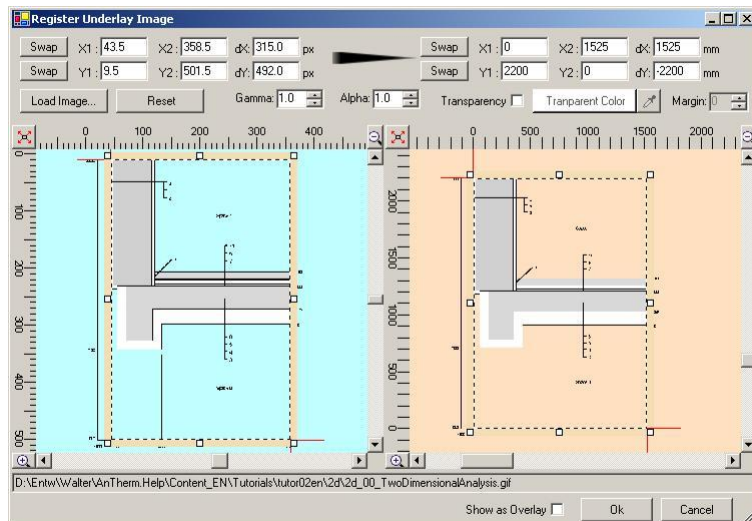 Register Underlay Image
Swap X1: 43.5 X2: 358.5 dX: 315.0 px Swap X1: 0 X2: 1525 dX: 1525 mm
Swap Y1: 9.5 Y2: 501.5 dY: 492.0 px Swap Y1: 2200 Y2: 0 dY: -2200 mm
Load Image... Reset Gamma: 1.0 Alpha: 1.0 Transparency Tranparent Color Margin: 0
0 100 200 300 400 0 500 1000 1500 2000
0
100
200
300
400
500
2000
1500
1000
500
0
D:\Entw\Walter\AnTherm.Help\Content_EN\Tutorials\tutor02en\2d\2d_00_TwoDimensionalAnalysis.gif
Show as Overlay Ok Cancel